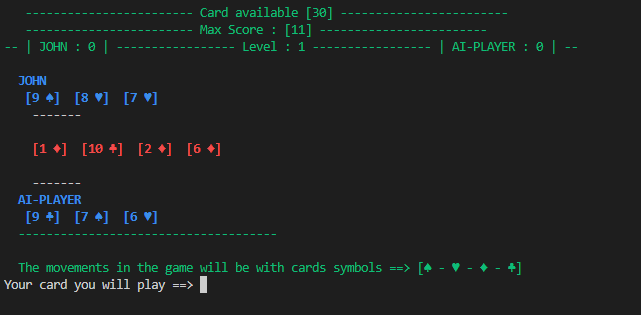 ------------------------ Card available [30] ------------------------
------------------------ Max Score : [11] ------------------------
-- | JOHN : 0 | ----------------- Level : 1 ----------------- | AI-PLAYER : 0 | --
JOHN
[9 ♠] [8 ♥] [7 ♥]
-------
[1 ♦] [10 ♣] [2 ♦] [6 ♦]
-------
AI-PLAYER
[9 ♣] [7 ♠] [6 ♥]
-------------------------------------
The movements in the game will be with cards symbols ==> [♠ - ♥ - ♦ - ♣]
Your card you will play ==>